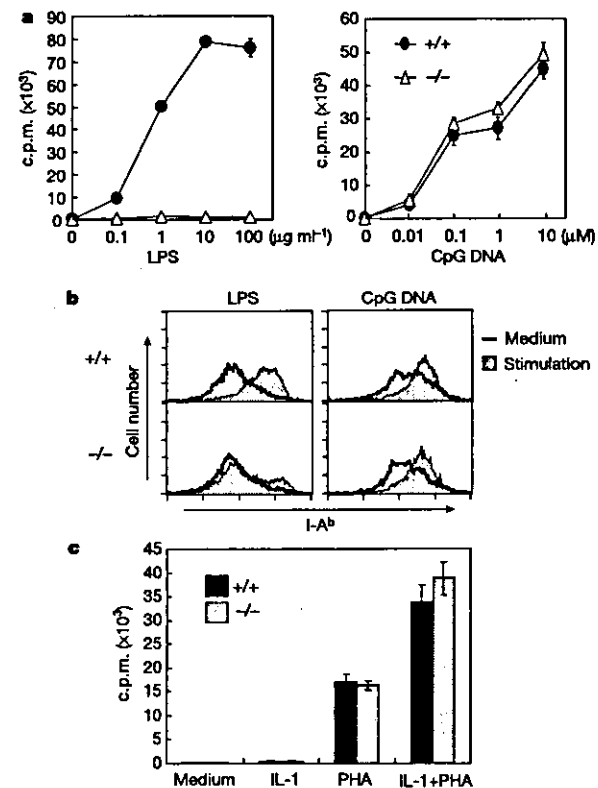 a
90
80
70
60
50
40
30
20
10
0
c.p.m. (×10³)
0 0.1 1 10 100 (μg ml⁻¹)
LPS
60
50
40
30
20
10
0
c.p.m. (×10³)
+/+
−/−
0 0.01 0.1 1 10 (μM)
CpG DNA
b
LPS CpG DNA
+/+
−/−
Cell number
Medium
Stimulation
I-Aᵇ
c
45
40
35
30
25
20
15
10
5
0
c.p.m. (×10³)
+/+
−/−
Medium IL-1 PHA IL-1+PHA